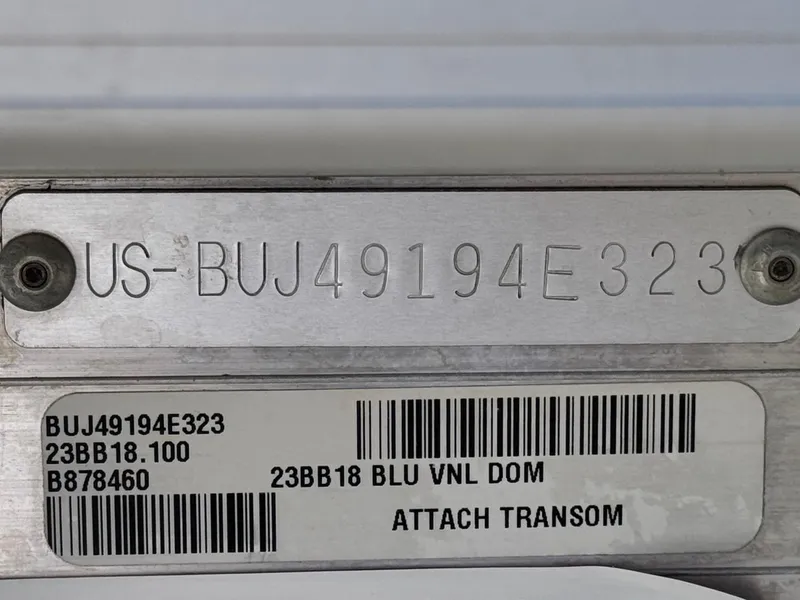 US-BUJ49194E323
BUJ49194E323
23BB18.100
B878460
23BB18 BLU VNL DOM
ATTACH TRANSOM